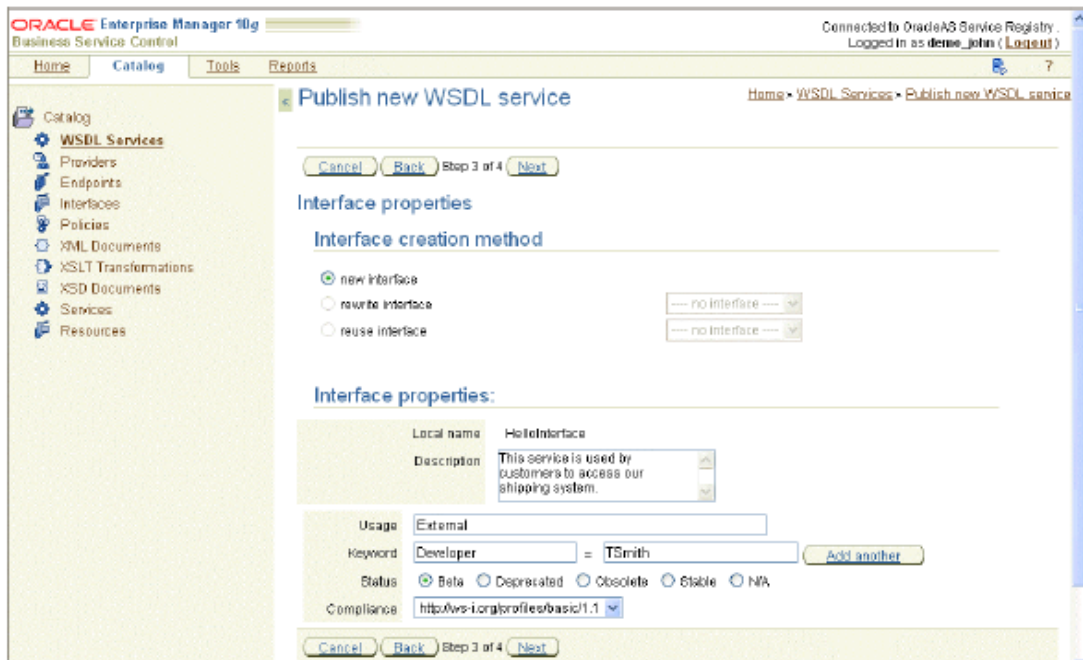 ORACLE Enterprise Manager 10g
Business Service Control
Connected to OracleAS Service Registry.
Logged in as demo_john ( Logout )
Home Catalog Tools Reports ?
Catalog
WSDL Services
Providers
Endpoints
Interfaces
Policies
XML Documents
XSLT Transformations
XSD Documents
Services
Resources
« Publish new WSDL service
Home > WSDL Services > Publish new WSDL service
Cancel Back Step 3 of 4 Next
Interface properties
Interface creation method
new interface
rewrite interface ---- no interface ----
reuse interface ---- no interface ----
Interface properties:
Local name HelloInterface
Description This service is used by
customers to access our
shipping system.
Usage External
Keyword Developer = TSmith Add another
Status Beta Deprecated Obsolete Stable N/A
Compliance http://ws-i.org/profiles/basic/1.1
Cancel Back Step 3 of 4 Next